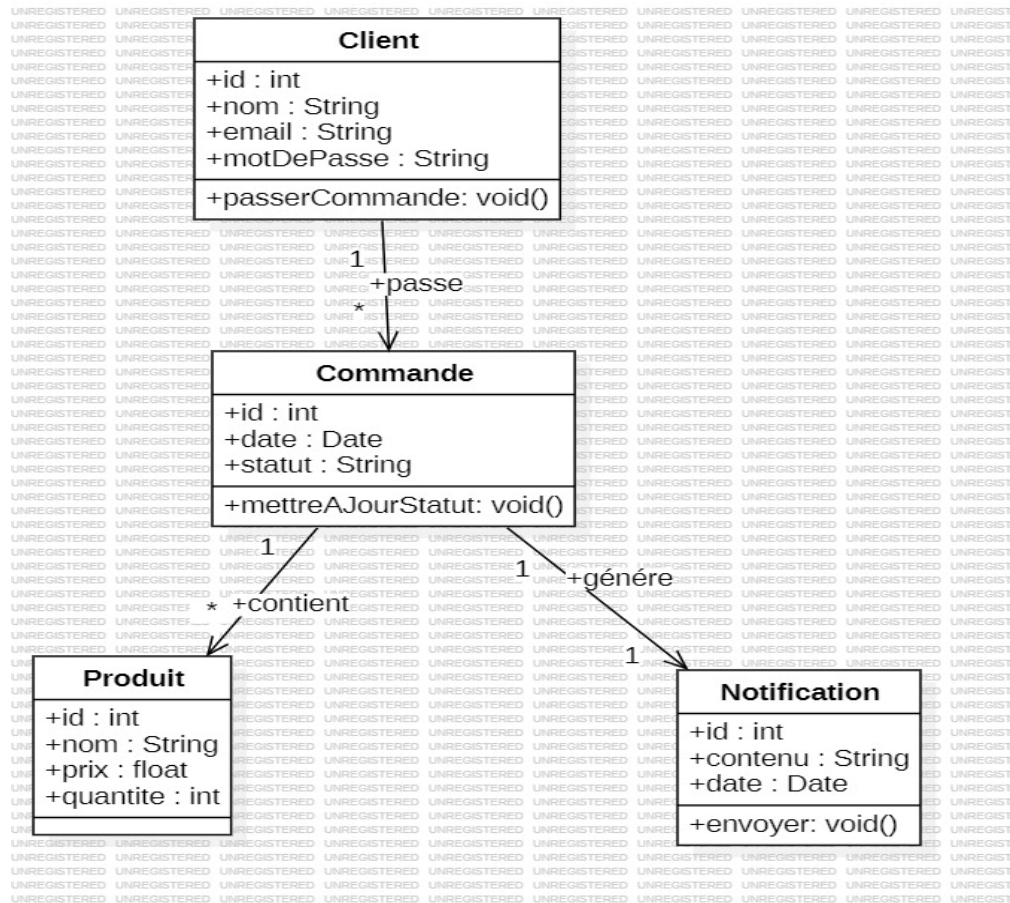 Client
+id : int
+nom : String
+email : String
+motDePasse : String
+passerCommande: void()
1
+passe
*
Commande
+id : int
+date : Date
+statut : String
+mettreAJourStatut: void()
1
* +contient
1
+génére
1
Produit
+id : int
+nom : String
+prix : float
+quantite : int
Notification
+id : int
+contenu : String
+date : Date
+envoyer: void()
UNREGISTERED